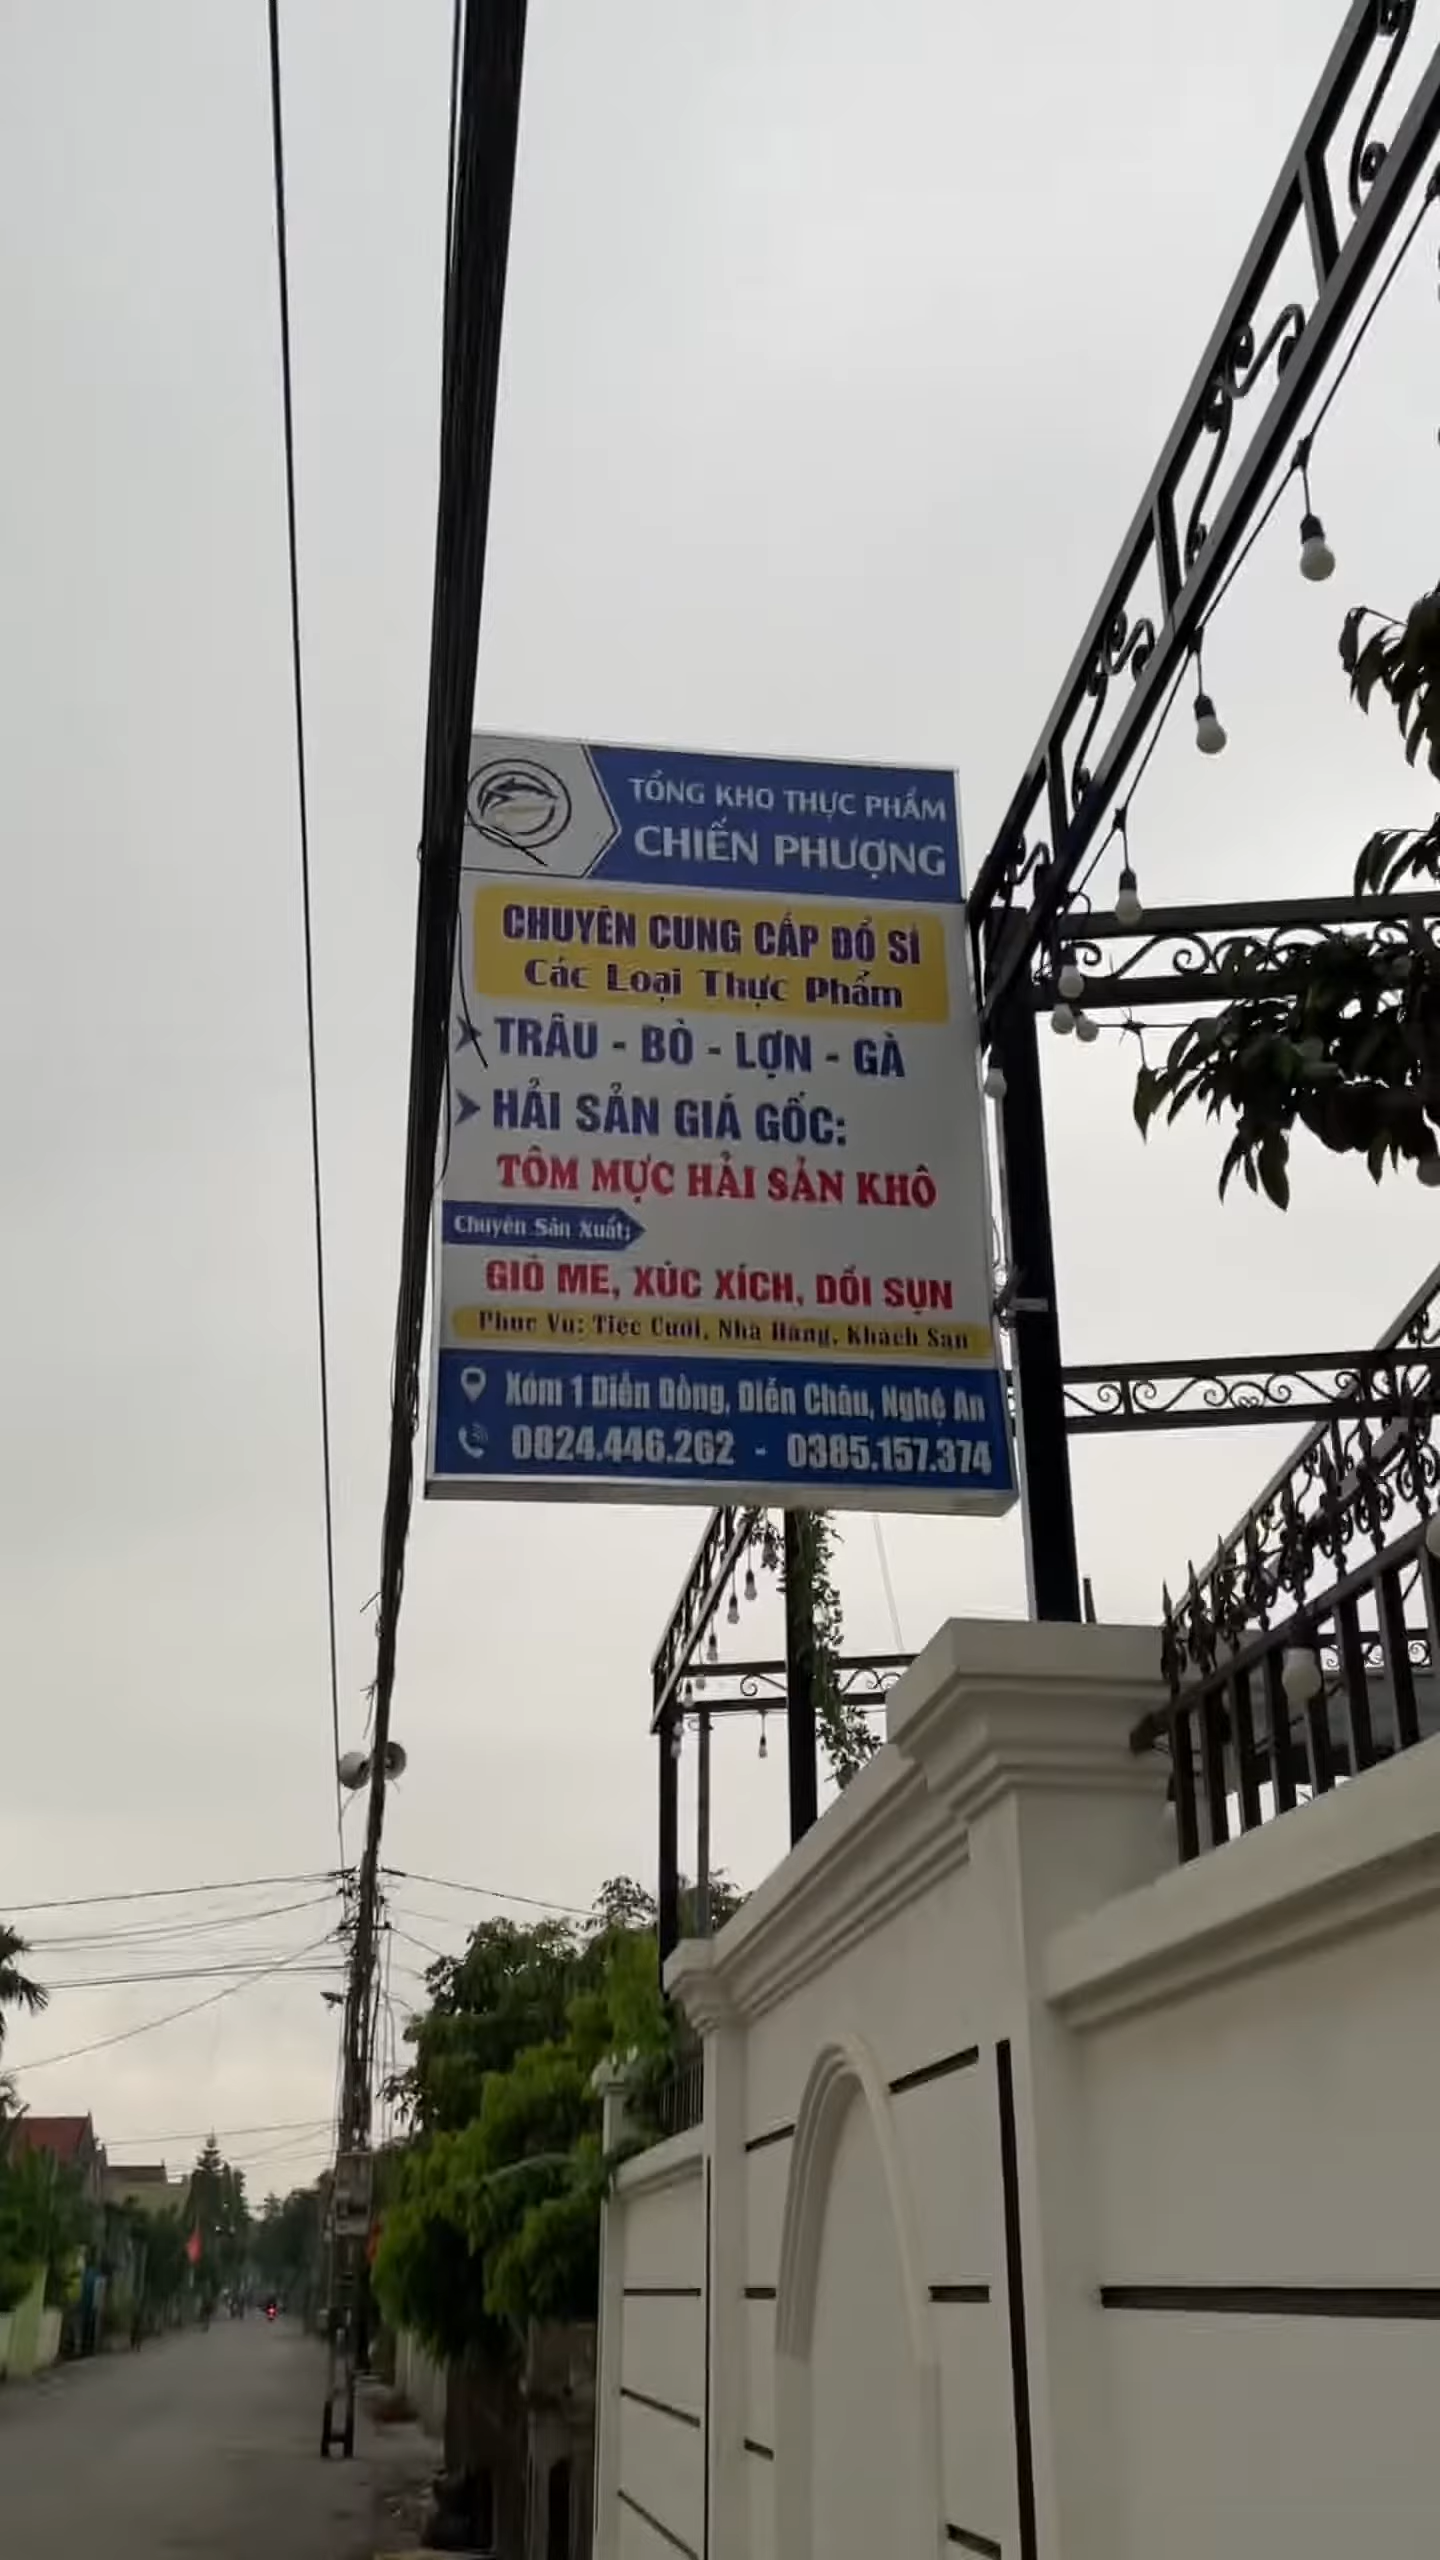 TỔNG KHO THỰC PHẨM
CHIẾN PHƯỢNG
CHUYÊN CUNG CẤP ĐỔ SỈ
Các Loại Thực Phẩm
TRÂU - BÒ - LỢN - GÀ
HẢI SẢN GIÁ GỐC:
TÔM MỰC HẢI SẢN KHÔ
Chuyên Sản Xuất:
GIÒ ME, XÚC XÍCH, DỒI SỤN
Phục Vụ: Tiệc Cưới, Nhà Hàng, Khách Sạn
Xóm 1 Diễn Đồng, Diễn Châu, Nghệ An
0824.446.262 - 0385.157.374